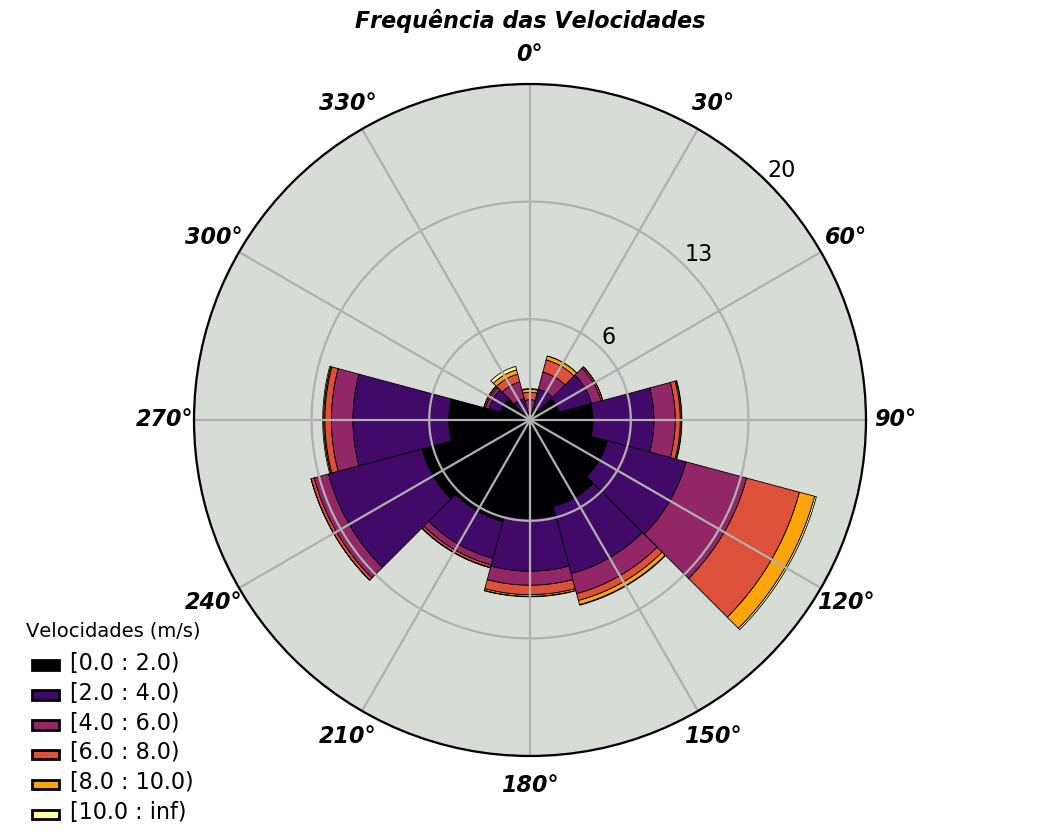 Frequência das Velocidades
0°
30°
60°
90°
120°
150°
180°
210°
240°
270°
300°
330°
6
13
20
Velocidades (m/s)
[0.0 : 2.0)
[2.0 : 4.0)
[4.0 : 6.0)
[6.0 : 8.0)
[8.0 : 10.0)
[10.0 : inf)